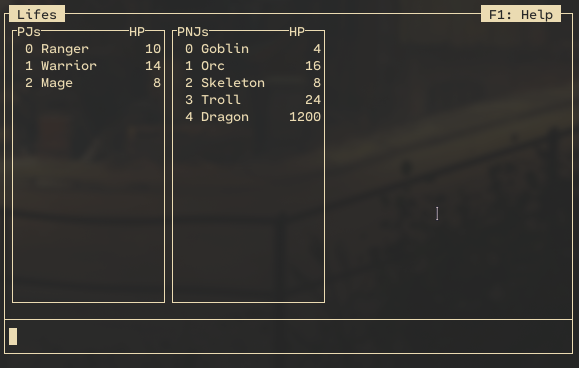 Lifes F1: Help
PJs HP PNJs HP
0 Ranger 10 0 Goblin 4
1 Warrior 14 1 Orc 16
2 Mage 8 2 Skeleton 8
3 Troll 24
4 Dragon 1200